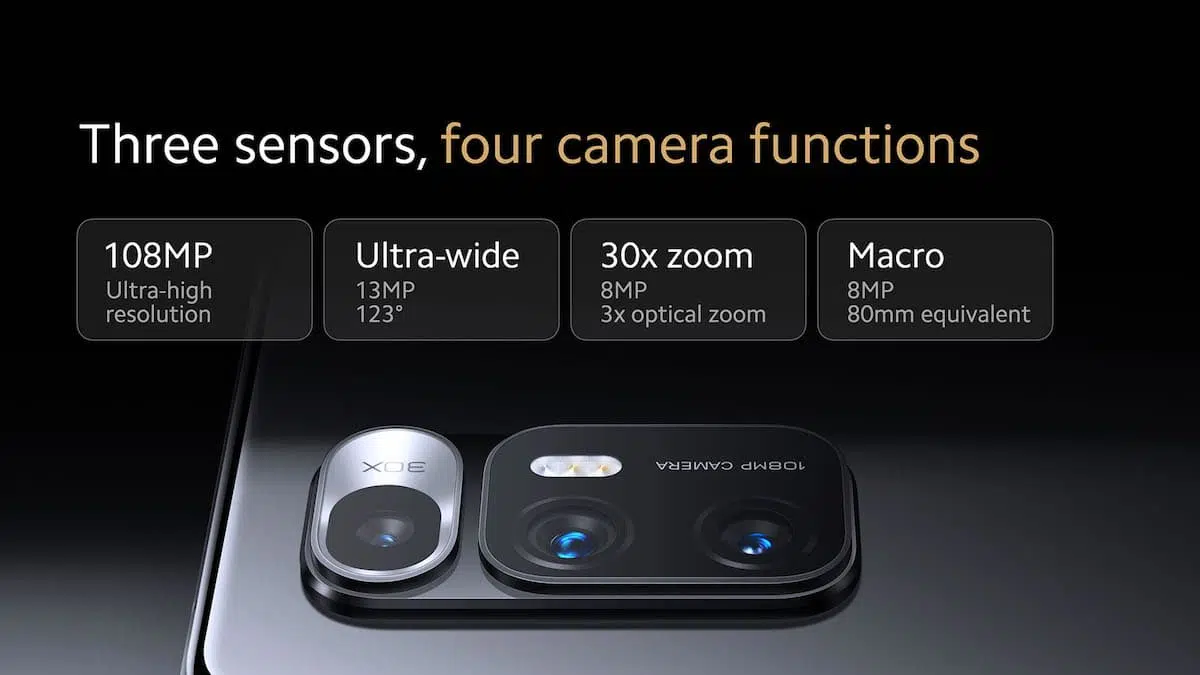 Three sensors, four camera functions
108MP
Ultra-high
resolution
Ultra-wide
13MP
123°
30x zoom
8MP
3x optical zoom
Macro
8MP
80mm equivalent
30X
108MP CAMERA